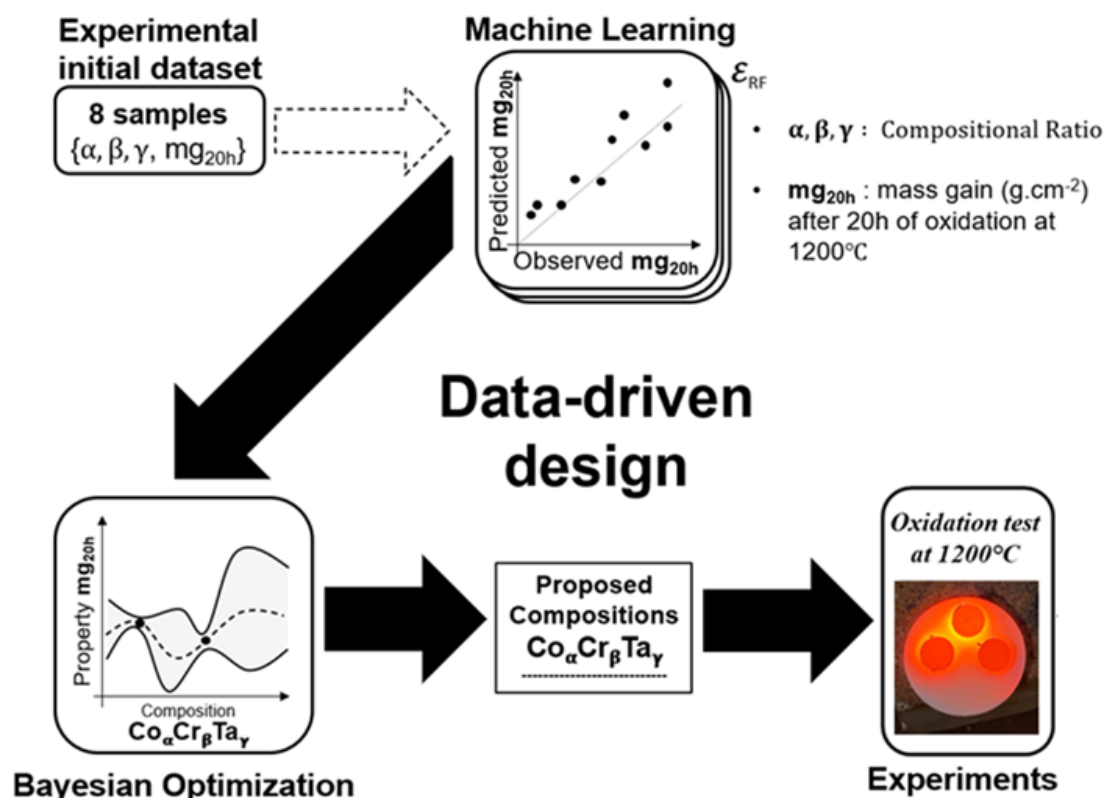 Experimental
initial dataset
8 samples
{α, β, γ, mg₂₀ₕ}
Machine Learning
Predicted mg₂₀ₕ
Observed mg₂₀ₕ
ℰ_RF
• α, β, γ : Compositional Ratio
• mg₂₀ₕ : mass gain (g.cm⁻²)
after 20h of oxidation at
1200℃
Data-driven
design
Property mg₂₀ₕ
Composition
CoαCrβTaγ
Bayesian Optimization
Proposed
Compositions
CoαCrβTaγ
Oxidation test
at 1200°C
Experiments